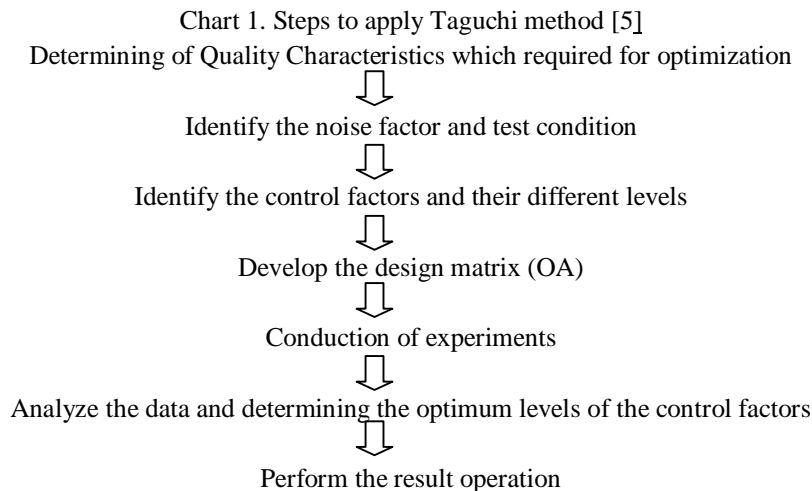 Chart 1. Steps to apply Taguchi method [5]
Determining of Quality Characteristics which required for optimization
Identify the noise factor and test condition
Identify the control factors and their different levels
Develop the design matrix (OA)
Conduction of experiments
Analyze the data and determining the optimum levels of the control factors
Perform the result operation